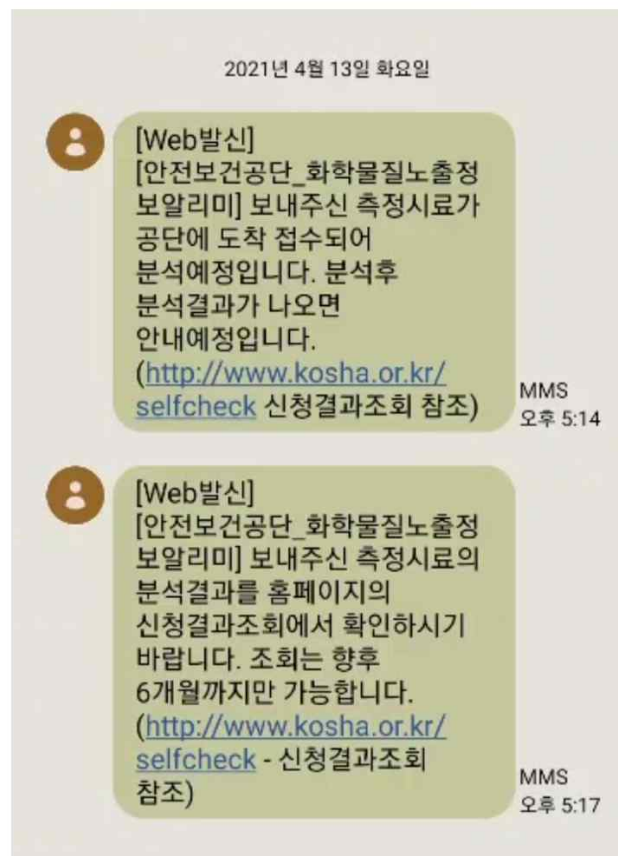 2021년 4월 13일 화요일
[Web발신]
[안전보건공단_화학물질노출정
보알리미] 보내주신 측정시료가
공단에 도착 접수되어
분석예정입니다. 분석후
분석결과가 나오면
안내예정입니다.
(http://www.kosha.or.kr/
selfcheck 신청결과조회 참조)
MMS
오후 5:14
[Web발신]
[안전보건공단_화학물질노출정
보알리미] 보내주신 측정시료의
분석결과를 홈페이지의
신청결과조회에서 확인하시기
바랍니다. 조회는 향후
6개월까지만 가능합니다.
(http://www.kosha.or.kr/
selfcheck - 신청결과조회
참조)
MMS
오후 5:17